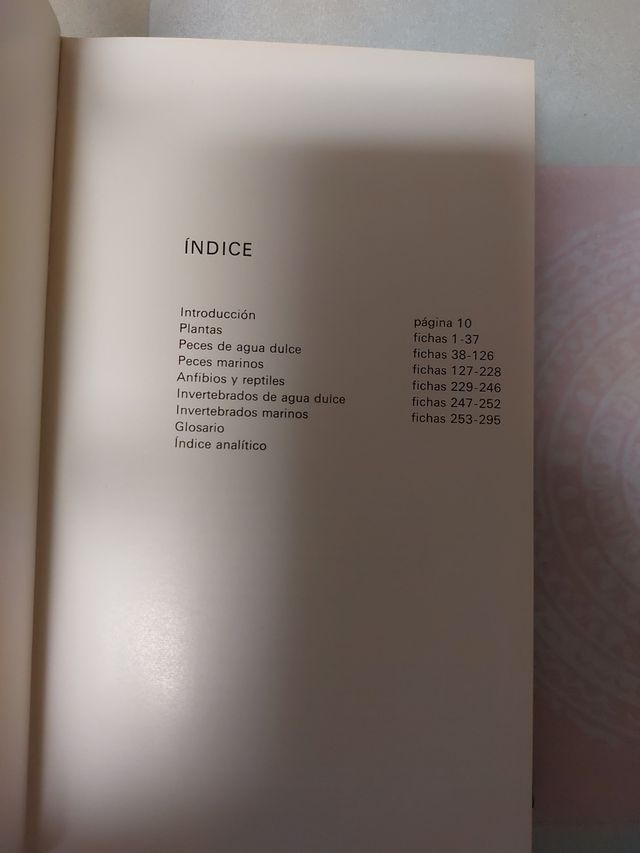 ÍNDICE
Introducción página 10
Plantas fichas 1-37
Peces de agua dulce fichas 38-126
Peces marinos fichas 127-228
Anfibios y reptiles fichas 229-246
Invertebrados de agua dulce fichas 247-252
Invertebrados marinos fichas 253-295
Glosario
Índice analítico